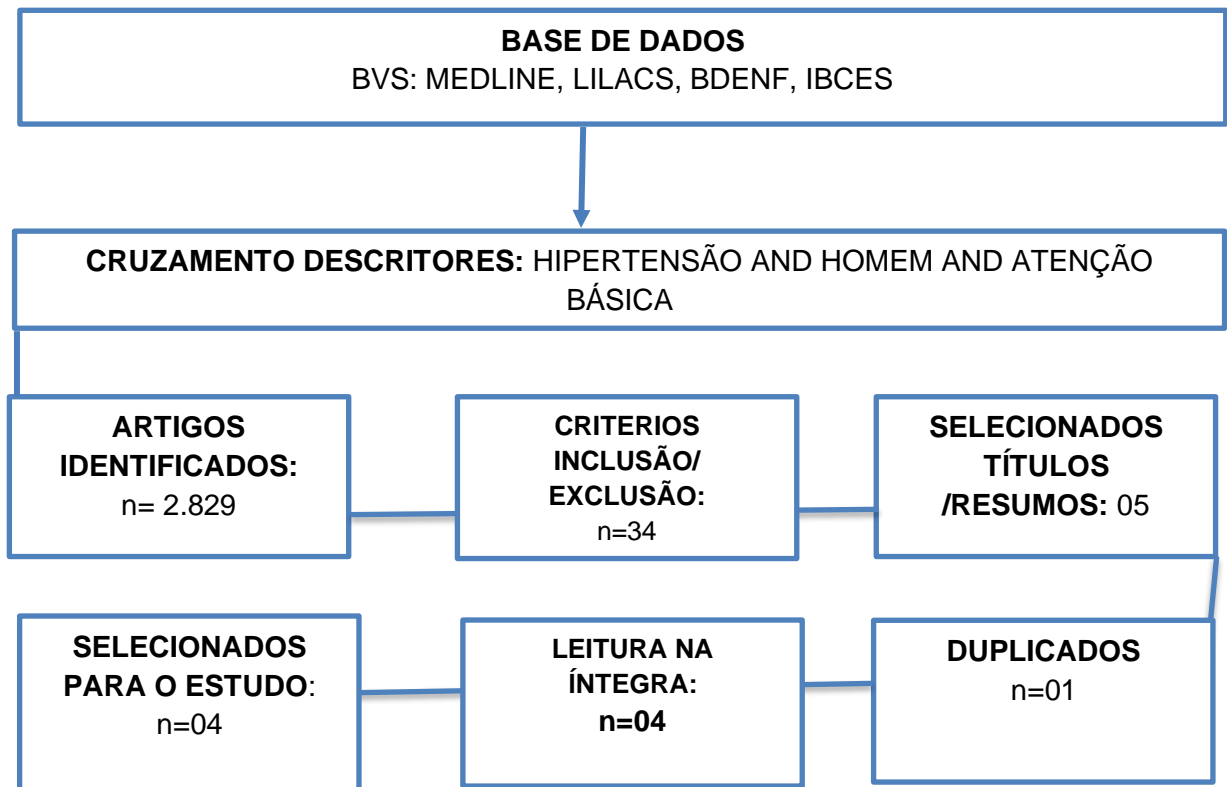 BASE DE DADOS
BVS: MEDLINE, LILACS, BDENF, IBCES
CRUZAMENTO DESCRITORES: HIPERTENSÃO AND HOMEM AND ATENÇÃO
BÁSICA
ARTIGOS
IDENTIFICADOS:
n= 2.829
CRITERIOS
INCLUSÃO/
EXCLUSÃO:
n=34
SELECIONADOS
TÍTULOS
/RESUMOS: 05
SELECIONADOS
PARA O ESTUDO:
n=04
LEITURA NA
ÍNTEGRA:
n=04
DUPLICADOS
n=01